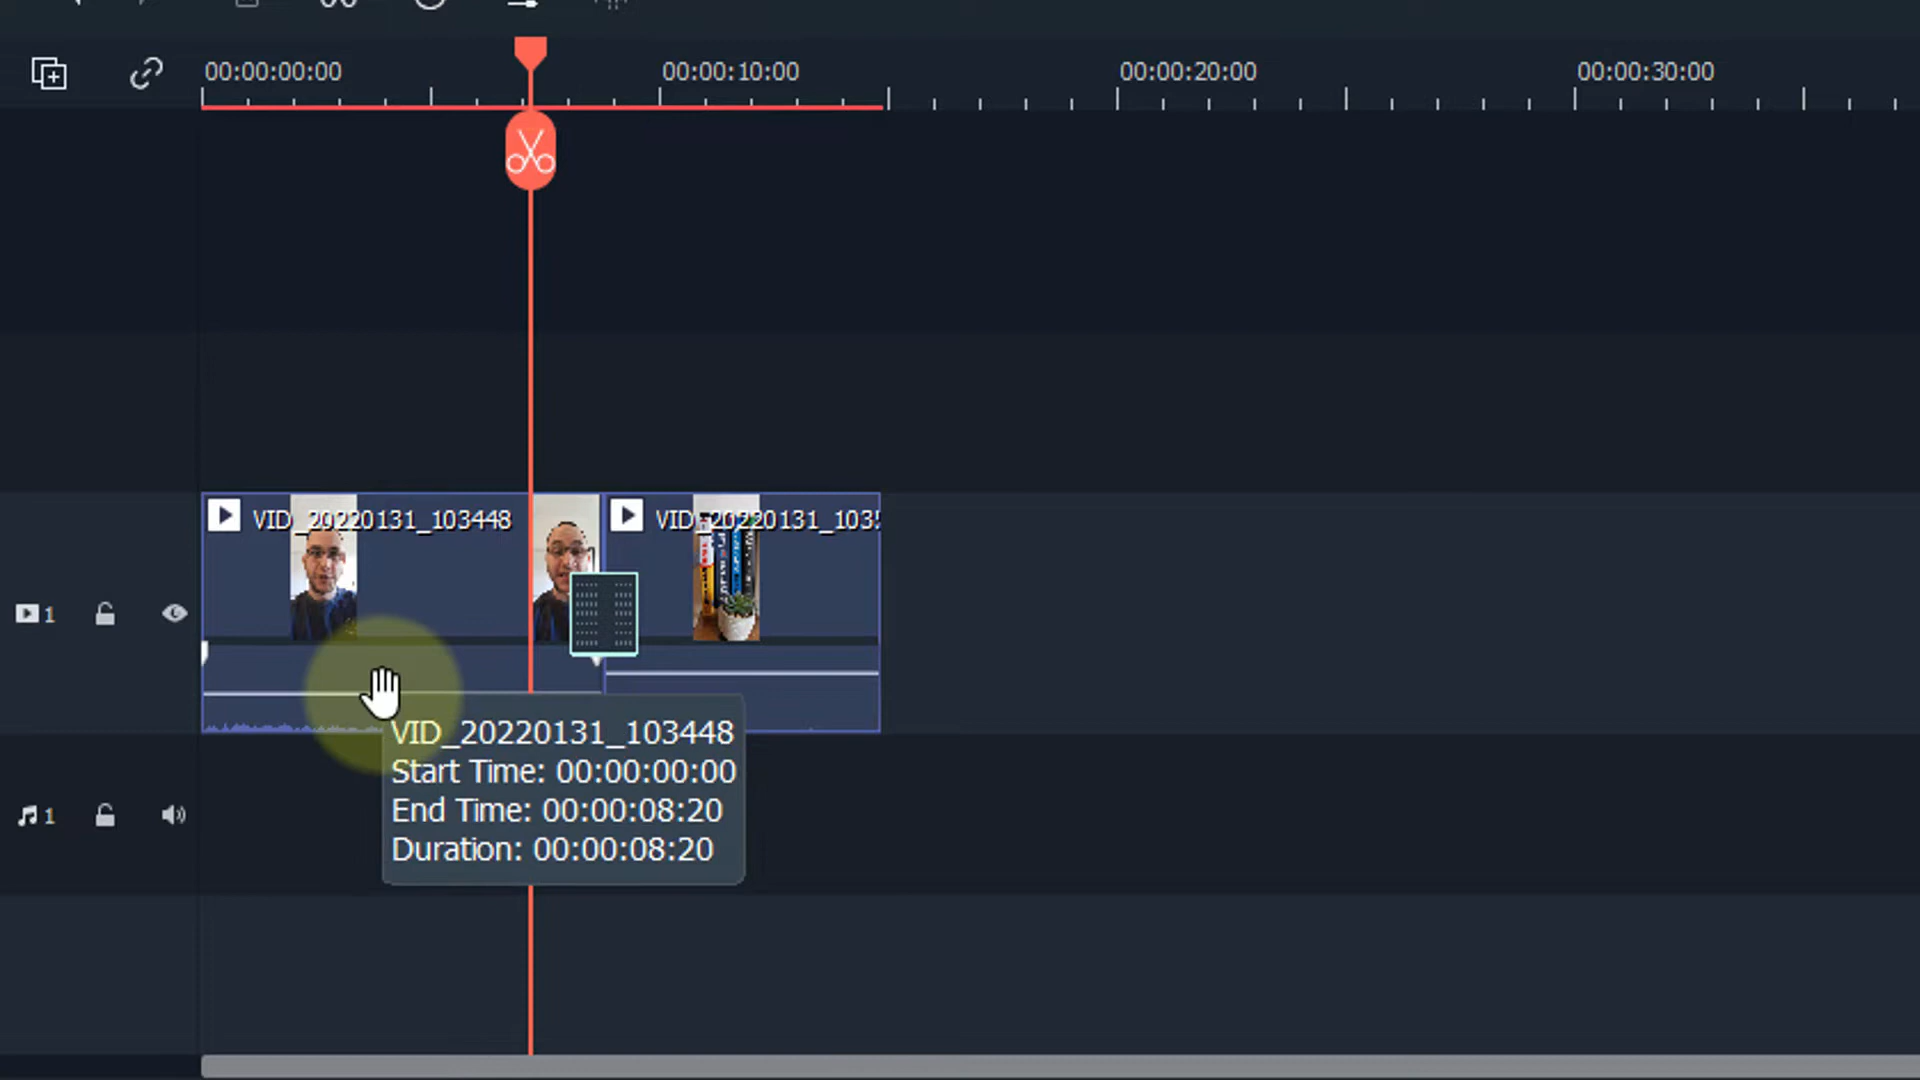 00:00:00:00 00:00:10:00 00:00:20:00 00:00:30:00
VID_20220131_103448 VID_20220131_103
1
VID_20220131_103448
Start Time: 00:00:00:00
End Time: 00:00:08:20
Duration: 00:00:08:20
1